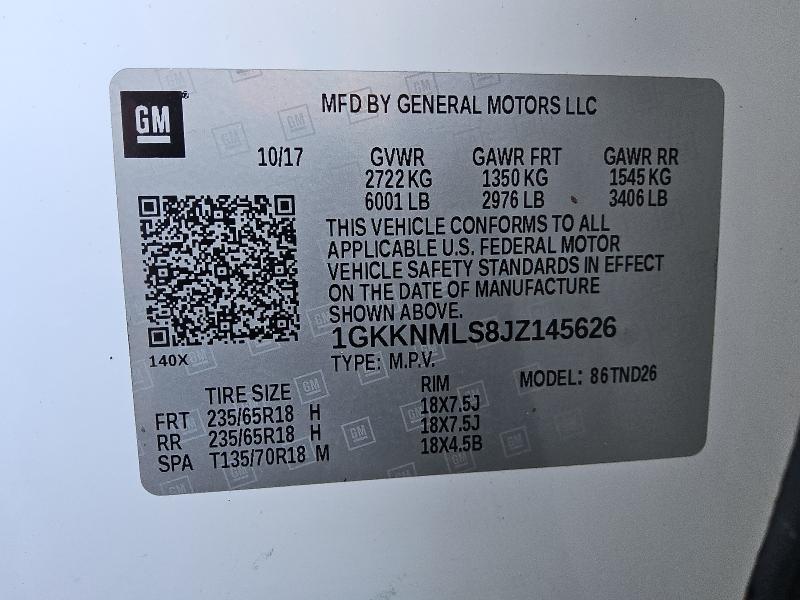 GM
MFD BY GENERAL MOTORS LLC
10/17 GVWR GAWR FRT GAWR RR
2722 KG 1350 KG 1545 KG
6001 LB 2976 LB 3406 LB
THIS VEHICLE CONFORMS TO ALL
APPLICABLE U.S. FEDERAL MOTOR
VEHICLE SAFETY STANDARDS IN EFFECT
ON THE DATE OF MANUFACTURE
SHOWN ABOVE.
1GKKNMLS8JZ145626
140X
TYPE: M.P.V.
MODEL: 86TND26
TIRE SIZE RIM
FRT 235/65R18 H 18X7.5J
RR 235/65R18 H 18X7.5J
SPA T135/70R18 M 18X4.5B